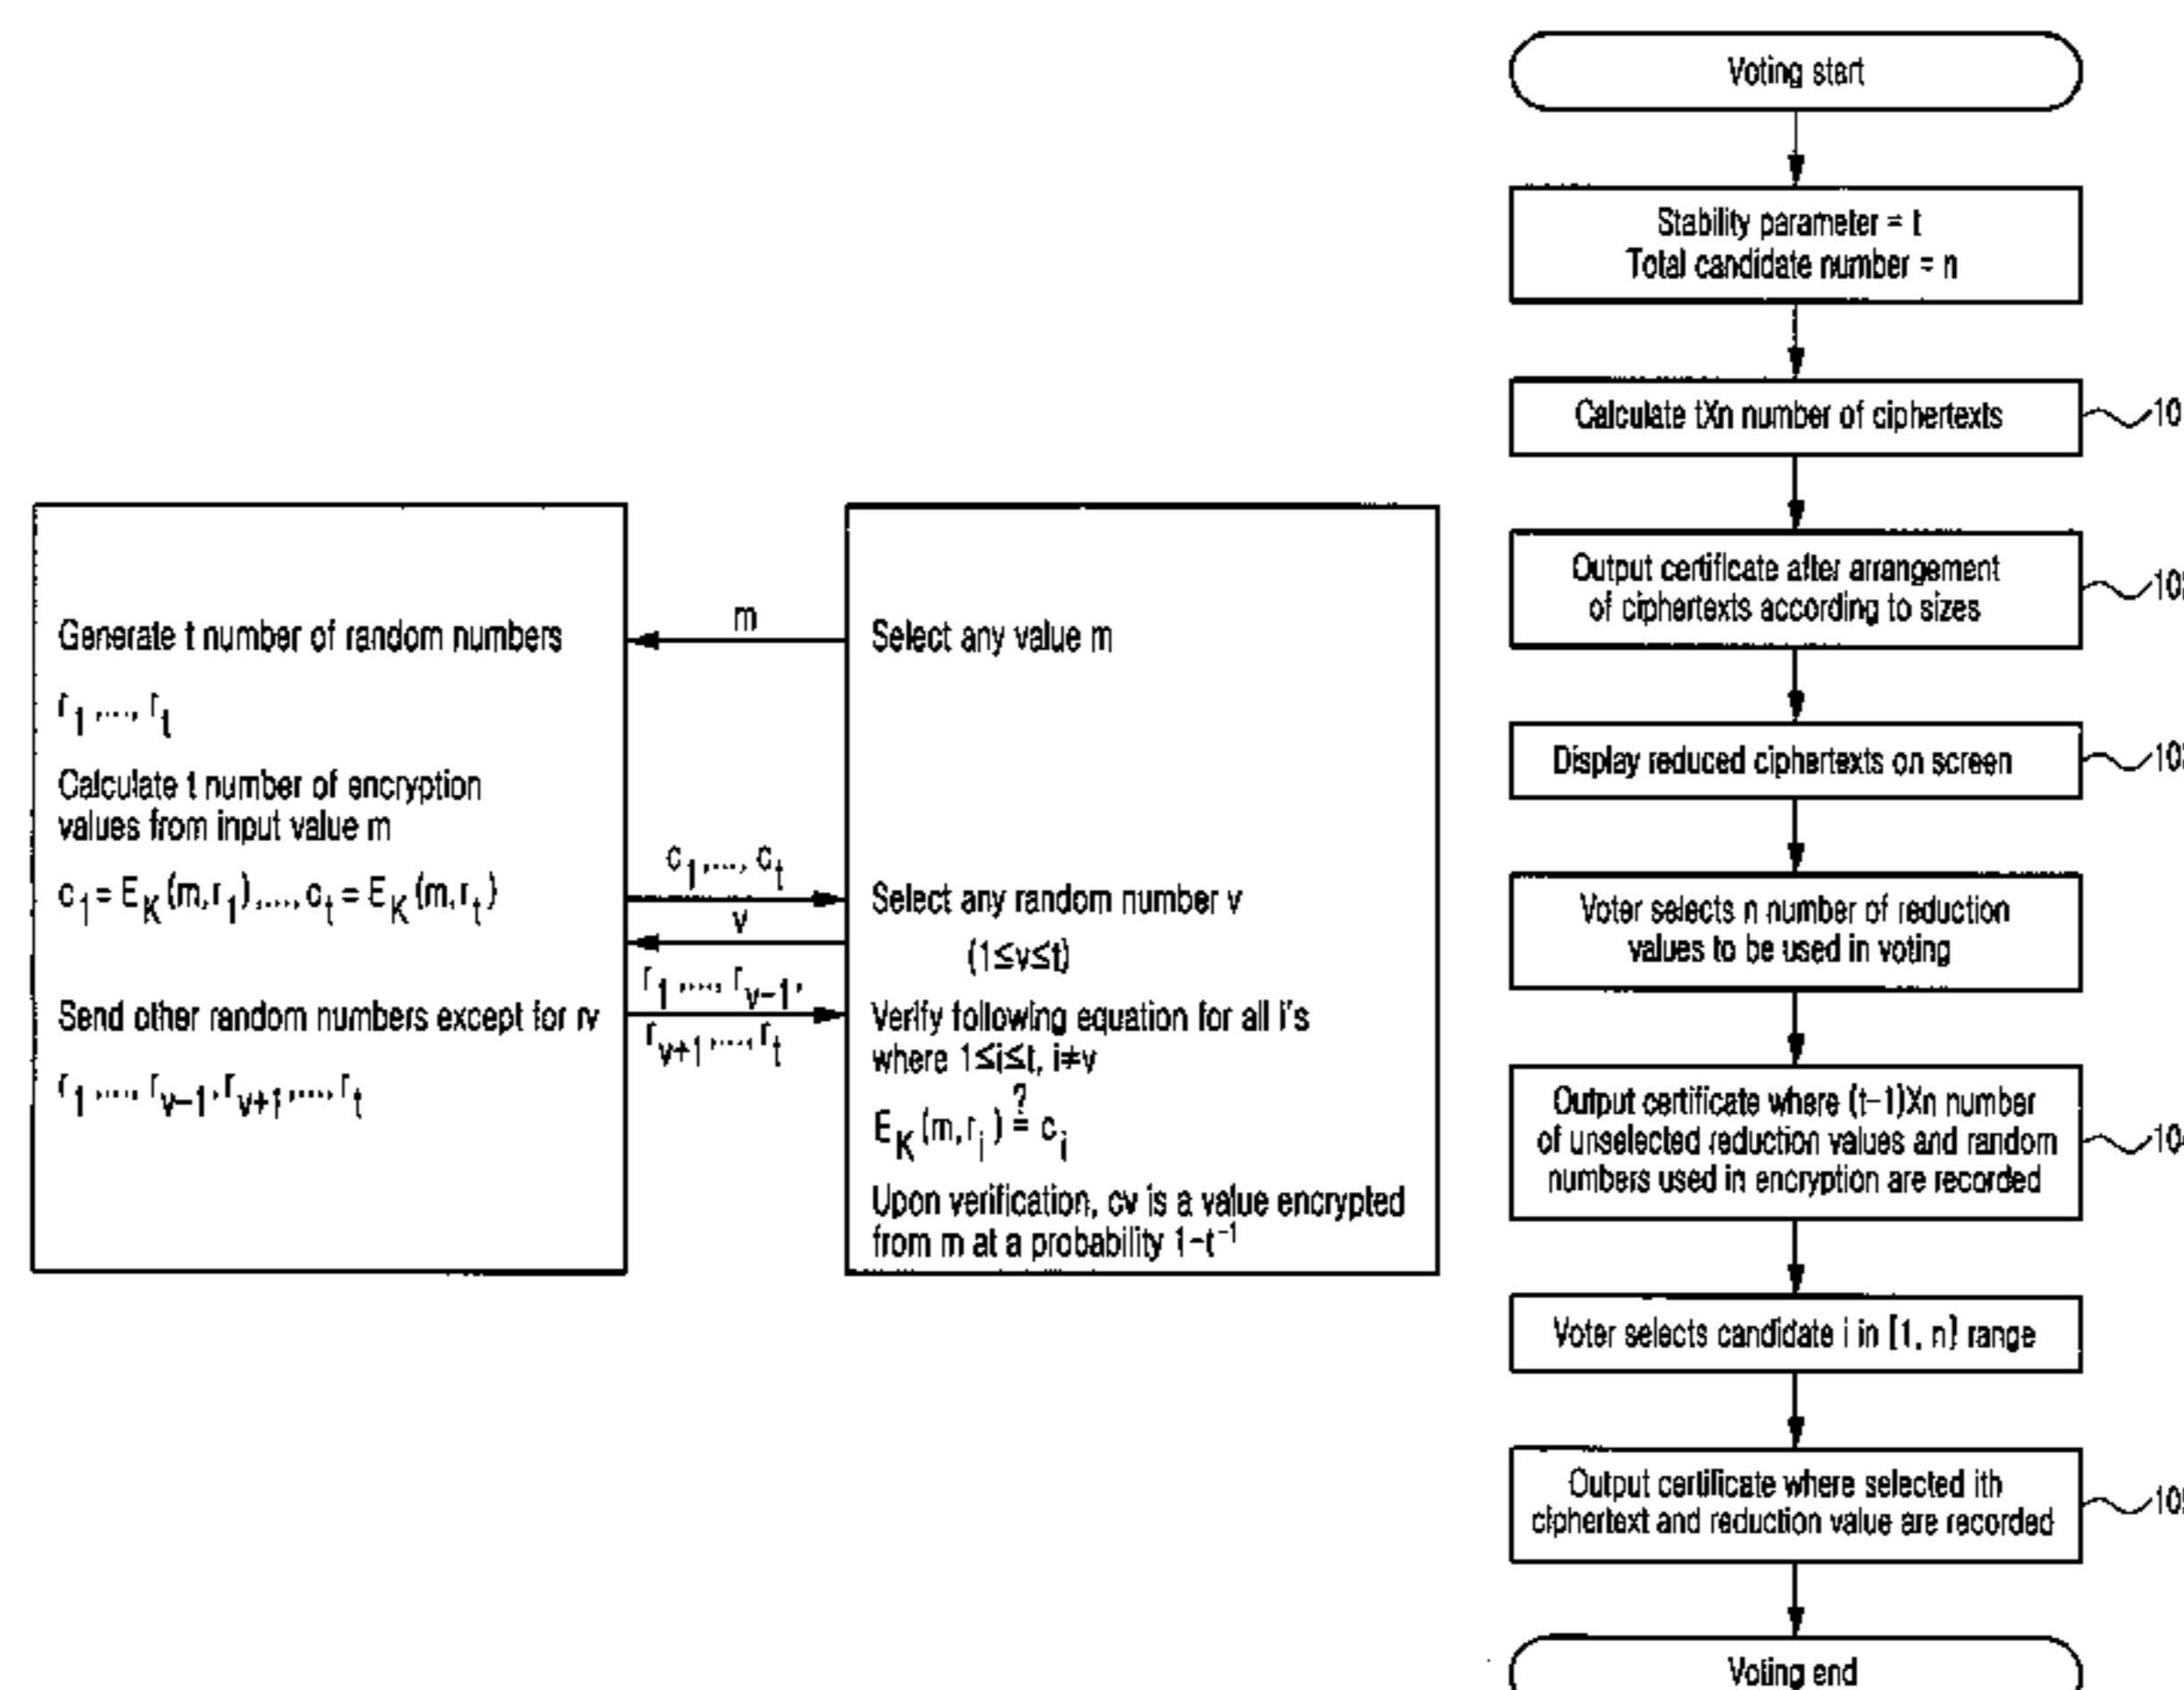 Generate t number of random numbers
r1,...., rt
Calculate t number of encryption
values from input value m
c1 = EK(m,r1),...., ct = EK(m,rt)
Send other random numbers except for rv
r1,...., rv-1,rv+1,....,rt
m
c1,...., ct
v
r1,...., rv-1,
rv+1,....,rt
Select any value m
Select any random number v
(1≤v≤t)
Verify following equation for all i's
where 1≤i≤t, i≠v
?
EK(m,ri) = ci
Upon verification, cv is a value encrypted
from m at a probability 1-t-1
Voting start
Stability parameter = t
Total candidate number = n
Calculate tXn number of ciphertexts
Output certificate after arrangement
of ciphertexts according to sizes
Display reduced ciphertexts on screen
Voter selects n number of reduction
values to be used in voting
Output certificate where (t-1)Xn number
of unselected reduction values and random
numbers used in encryption are recorded
Voter selects candidate i in [1, n] range
Output certificate where selected ith
ciphertext and reduction value are recorded
Voting end